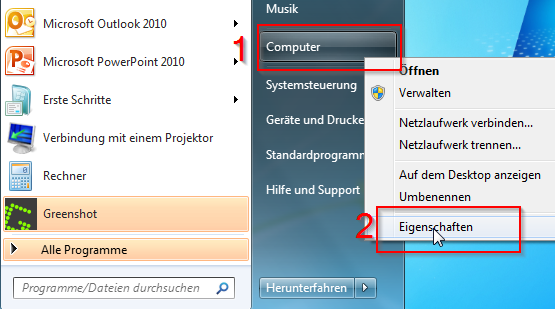 Microsoft Outlook 2010
Microsoft PowerPoint 2010
Erste Schritte
Verbindung mit einem Projektor
Rechner
Greenshot
Alle Programme
Programme/Dateien durchsuchen
Musik
1
Computer
Systemsteuerung
Geräte und Drucke
Standardprogramm
Hilfe und Support
Herunterfahren
Öffnen
Verwalten
Netzlaufwerk verbinden...
Netzlaufwerk trennen...
Auf dem Desktop anzeigen
Umbenennen
2
Eigenschaften